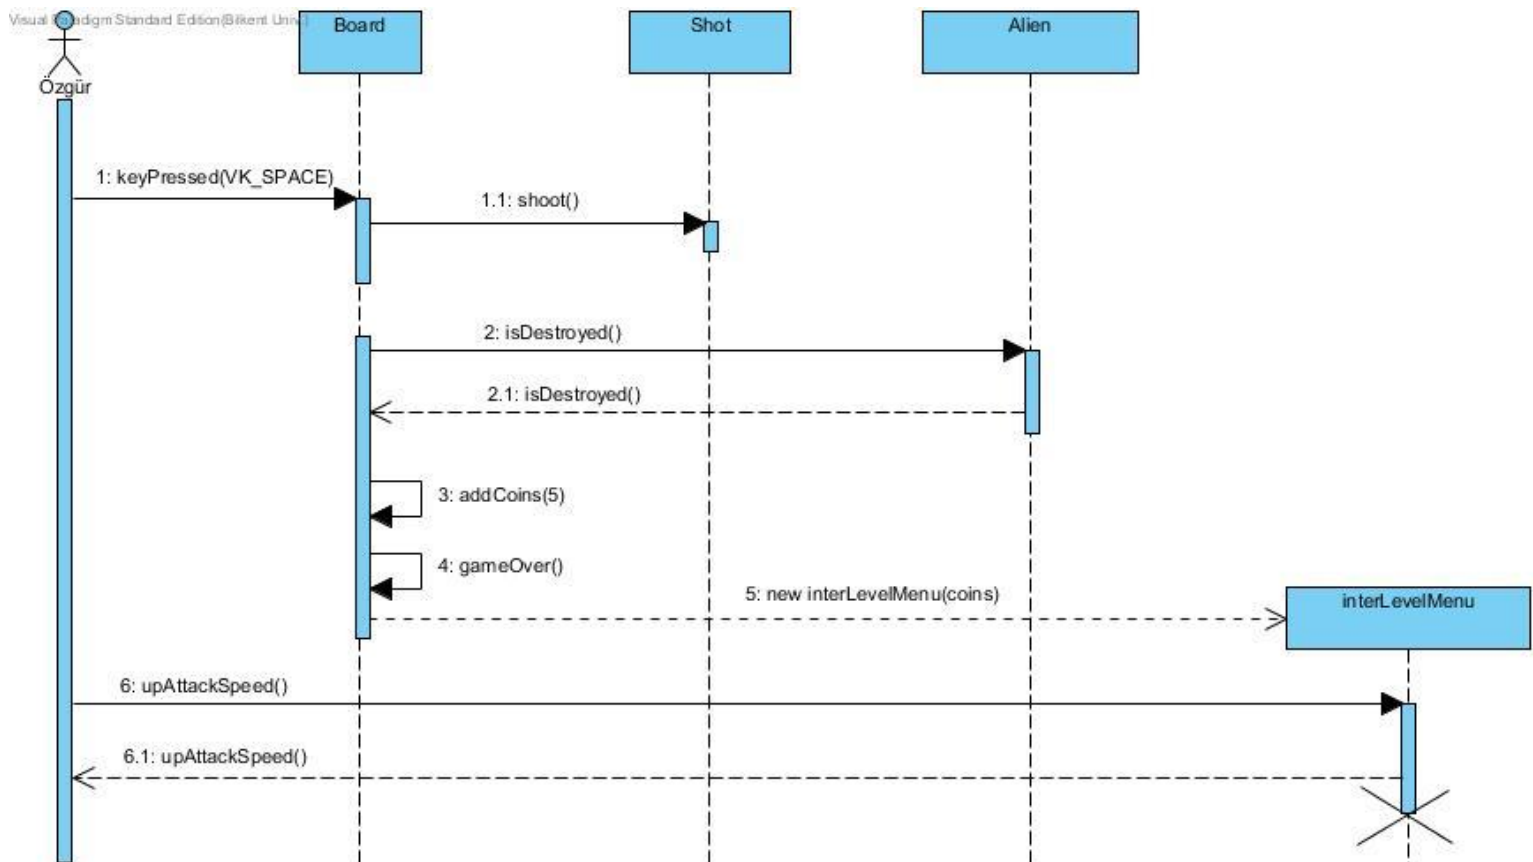 Visual Paradigm Standard Edition(Bilkent Univ.)
Board
Shot
Alien
Özgür
1: keyPressed(VK_SPACE)
1.1: shoot()
2: isDestroyed()
2.1: isDestroyed()
3: addCoins(5)
4: gameOver()
5: new interLevelMenu(coins)
interLevelMenu
6: upAttackSpeed()
6.1: upAttackSpeed()